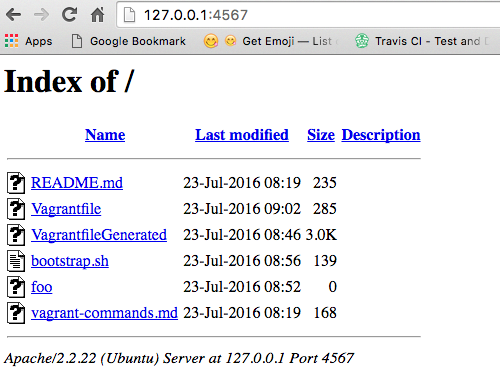 127.0.0.1:4567
Apps Google Bookmark Get Emoji — List Travis CI - Test and
Index of /
Name Last modified Size Description
README.md 23-Jul-2016 08:19 235
Vagrantfile 23-Jul-2016 09:02 285
VagrantfileGenerated 23-Jul-2016 08:46 3.0K
bootstrap.sh 23-Jul-2016 08:56 139
foo 23-Jul-2016 08:52 0
vagrant-commands.md 23-Jul-2016 08:19 168
Apache/2.2.22 (Ubuntu) Server at 127.0.0.1 Port 4567